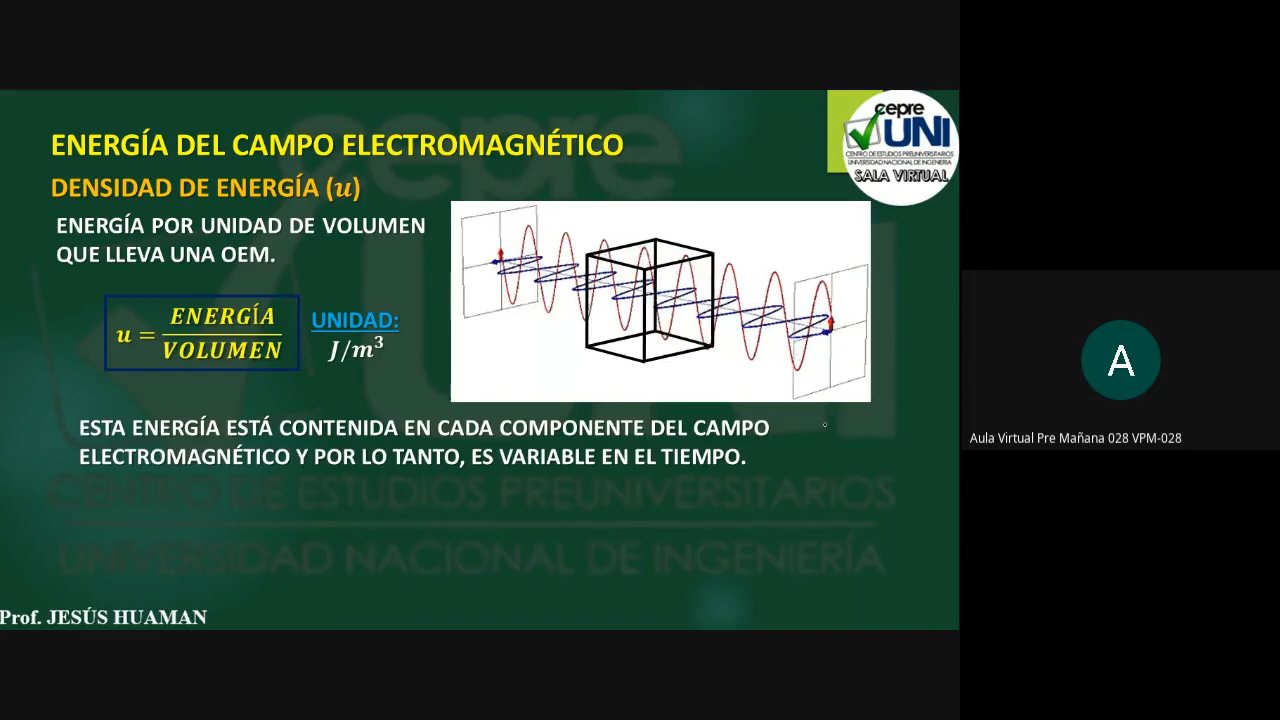 ENERGÍA DEL CAMPO ELECTROMAGNÉTICO
DENSIDAD DE ENERGÍA (u)
ENERGÍA POR UNIDAD DE VOLUMEN
QUE LLEVA UNA OEM.
u = ENERGÍA / VOLUMEN
UNIDAD:
J/m³
ESTA ENERGÍA ESTÁ CONTENIDA EN CADA COMPONENTE DEL CAMPO
ELECTROMAGNÉTICO Y POR LO TANTO, ES VARIABLE EN EL TIEMPO.
cepre
UNI
CENTRO DE ESTUDIOS PREUNIVERSITARIOS
UNIVERSIDAD NACIONAL DE INGENIERÍA
SALA VIRTUAL
cepre
UNI
CENTRO DE ESTUDIOS PREUNIVERSITARIOS
UNIVERSIDAD NACIONAL DE INGENIERÍA
Prof. JESÚS HUAMAN
A
Aula Virtual Pre Mañana 028 VPM-028